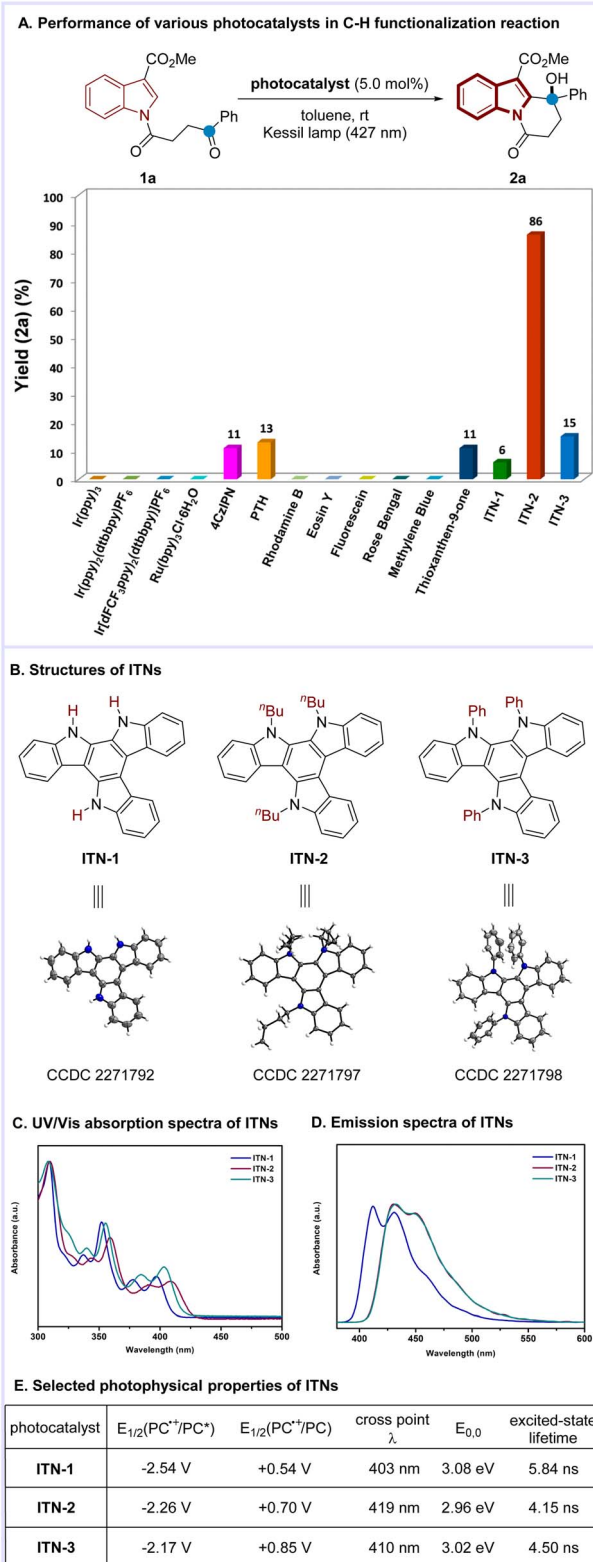 A. Performance of various photocatalysts in C-H functionalization reaction
CO₂Me
N
O
Ph
O
1a
photocatalyst (5.0 mol%)
toluene, rt
Kessil lamp (427 nm)
CO₂Me
OH
Ph
N
O
2a
Yield (2a) (%)
100
90
80
70
60
50
40
30
20
10
0
11
13
11
6
86
15
Ir(ppy)₃
Ir(ppy)₂(dtbbpy)PF₆
Ir[dFCF₃ppy)₂(dtbbpy)]PF₆
Ru(bpy)₃Cl·6H₂O
4CzIPN
PTH
Rhodamine B
Eosin Y
Fluorescein
Rose Bengal
Methylene Blue
Thioxanthen-9-one
ITN-1
ITN-2
ITN-3
B. Structures of ITNs
H
H
N
N
N
H
ITN-1
ⁿBu
ⁿBu
N
N
N
ⁿBu
ITN-2
Ph
Ph
N
N
N
Ph
ITN-3
CCDC 2271792
CCDC 2271797
CCDC 2271798
C. UV/Vis absorption spectra of ITNs
ITN-1
ITN-2
ITN-3
Absorbance (a.u.)
300 350 400 450 500
Wavelength (nm)
D. Emission spectra of ITNs
ITN-1
ITN-2
ITN-3
Absorbance (a.u.)
400 450 500 550 600
Wavelength (nm)
E. Selected photophysical properties of ITNs
photocatalyst E₁/₂(PC•⁺/PC*) E₁/₂(PC•⁺/PC) cross point λ E₀,₀ excited-state lifetime
ITN-1 -2.54 V +0.54 V 403 nm 3.08 eV 5.84 ns
ITN-2 -2.26 V +0.70 V 419 nm 2.96 eV 4.15 ns
ITN-3 -2.17 V +0.85 V 410 nm 3.02 eV 4.50 ns